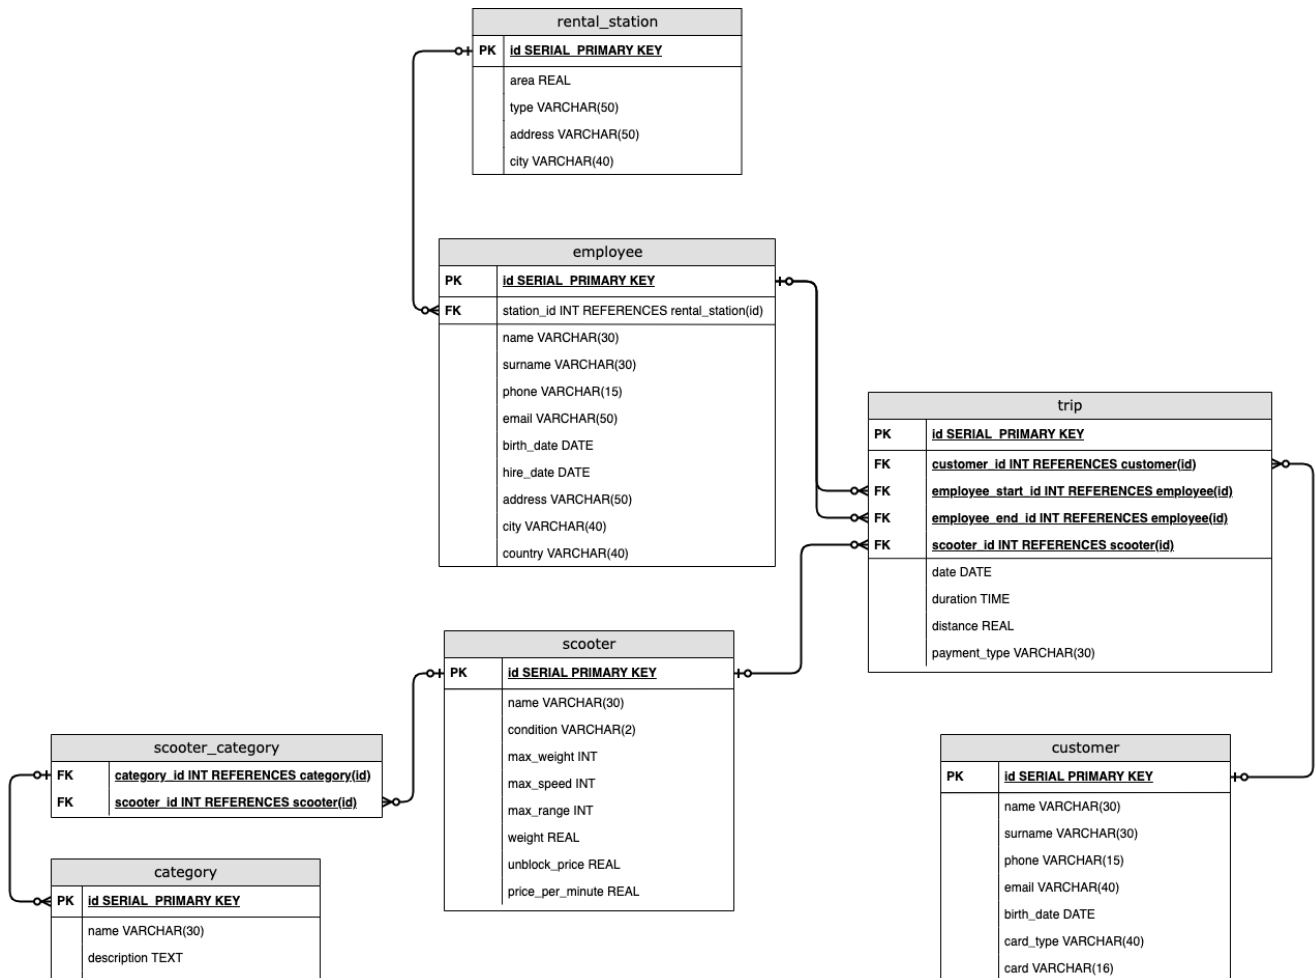 rental_station
PK id SERIAL PRIMARY KEY
area REAL
type VARCHAR(50)
address VARCHAR(50)
city VARCHAR(40)
employee
PK id SERIAL PRIMARY KEY
FK station_id INT REFERENCES rental_station(id)
name VARCHAR(30)
surname VARCHAR(30)
phone VARCHAR(15)
email VARCHAR(50)
birth_date DATE
hire_date DATE
address VARCHAR(50)
city VARCHAR(40)
country VARCHAR(40)
trip
PK id SERIAL PRIMARY KEY
FK customer_id INT REFERENCES customer(id)
FK employee_start_id INT REFERENCES employee(id)
FK employee_end_id INT REFERENCES employee(id)
FK scooter_id INT REFERENCES scooter(id)
date DATE
duration TIME
distance REAL
payment_type VARCHAR(30)
scooter
PK id SERIAL PRIMARY KEY
name VARCHAR(30)
condition VARCHAR(2)
max_weight INT
max_speed INT
max_range INT
weight REAL
unblock_price REAL
price_per_minute REAL
scooter_category
FK category_id INT REFERENCES category(id)
FK scooter_id INT REFERENCES scooter(id)
category
PK id SERIAL PRIMARY KEY
name VARCHAR(30)
description TEXT
customer
PK id SERIAL PRIMARY KEY
name VARCHAR(30)
surname VARCHAR(30)
phone VARCHAR(15)
email VARCHAR(40)
birth_date DATE
card_type VARCHAR(40)
card VARCHAR(16)